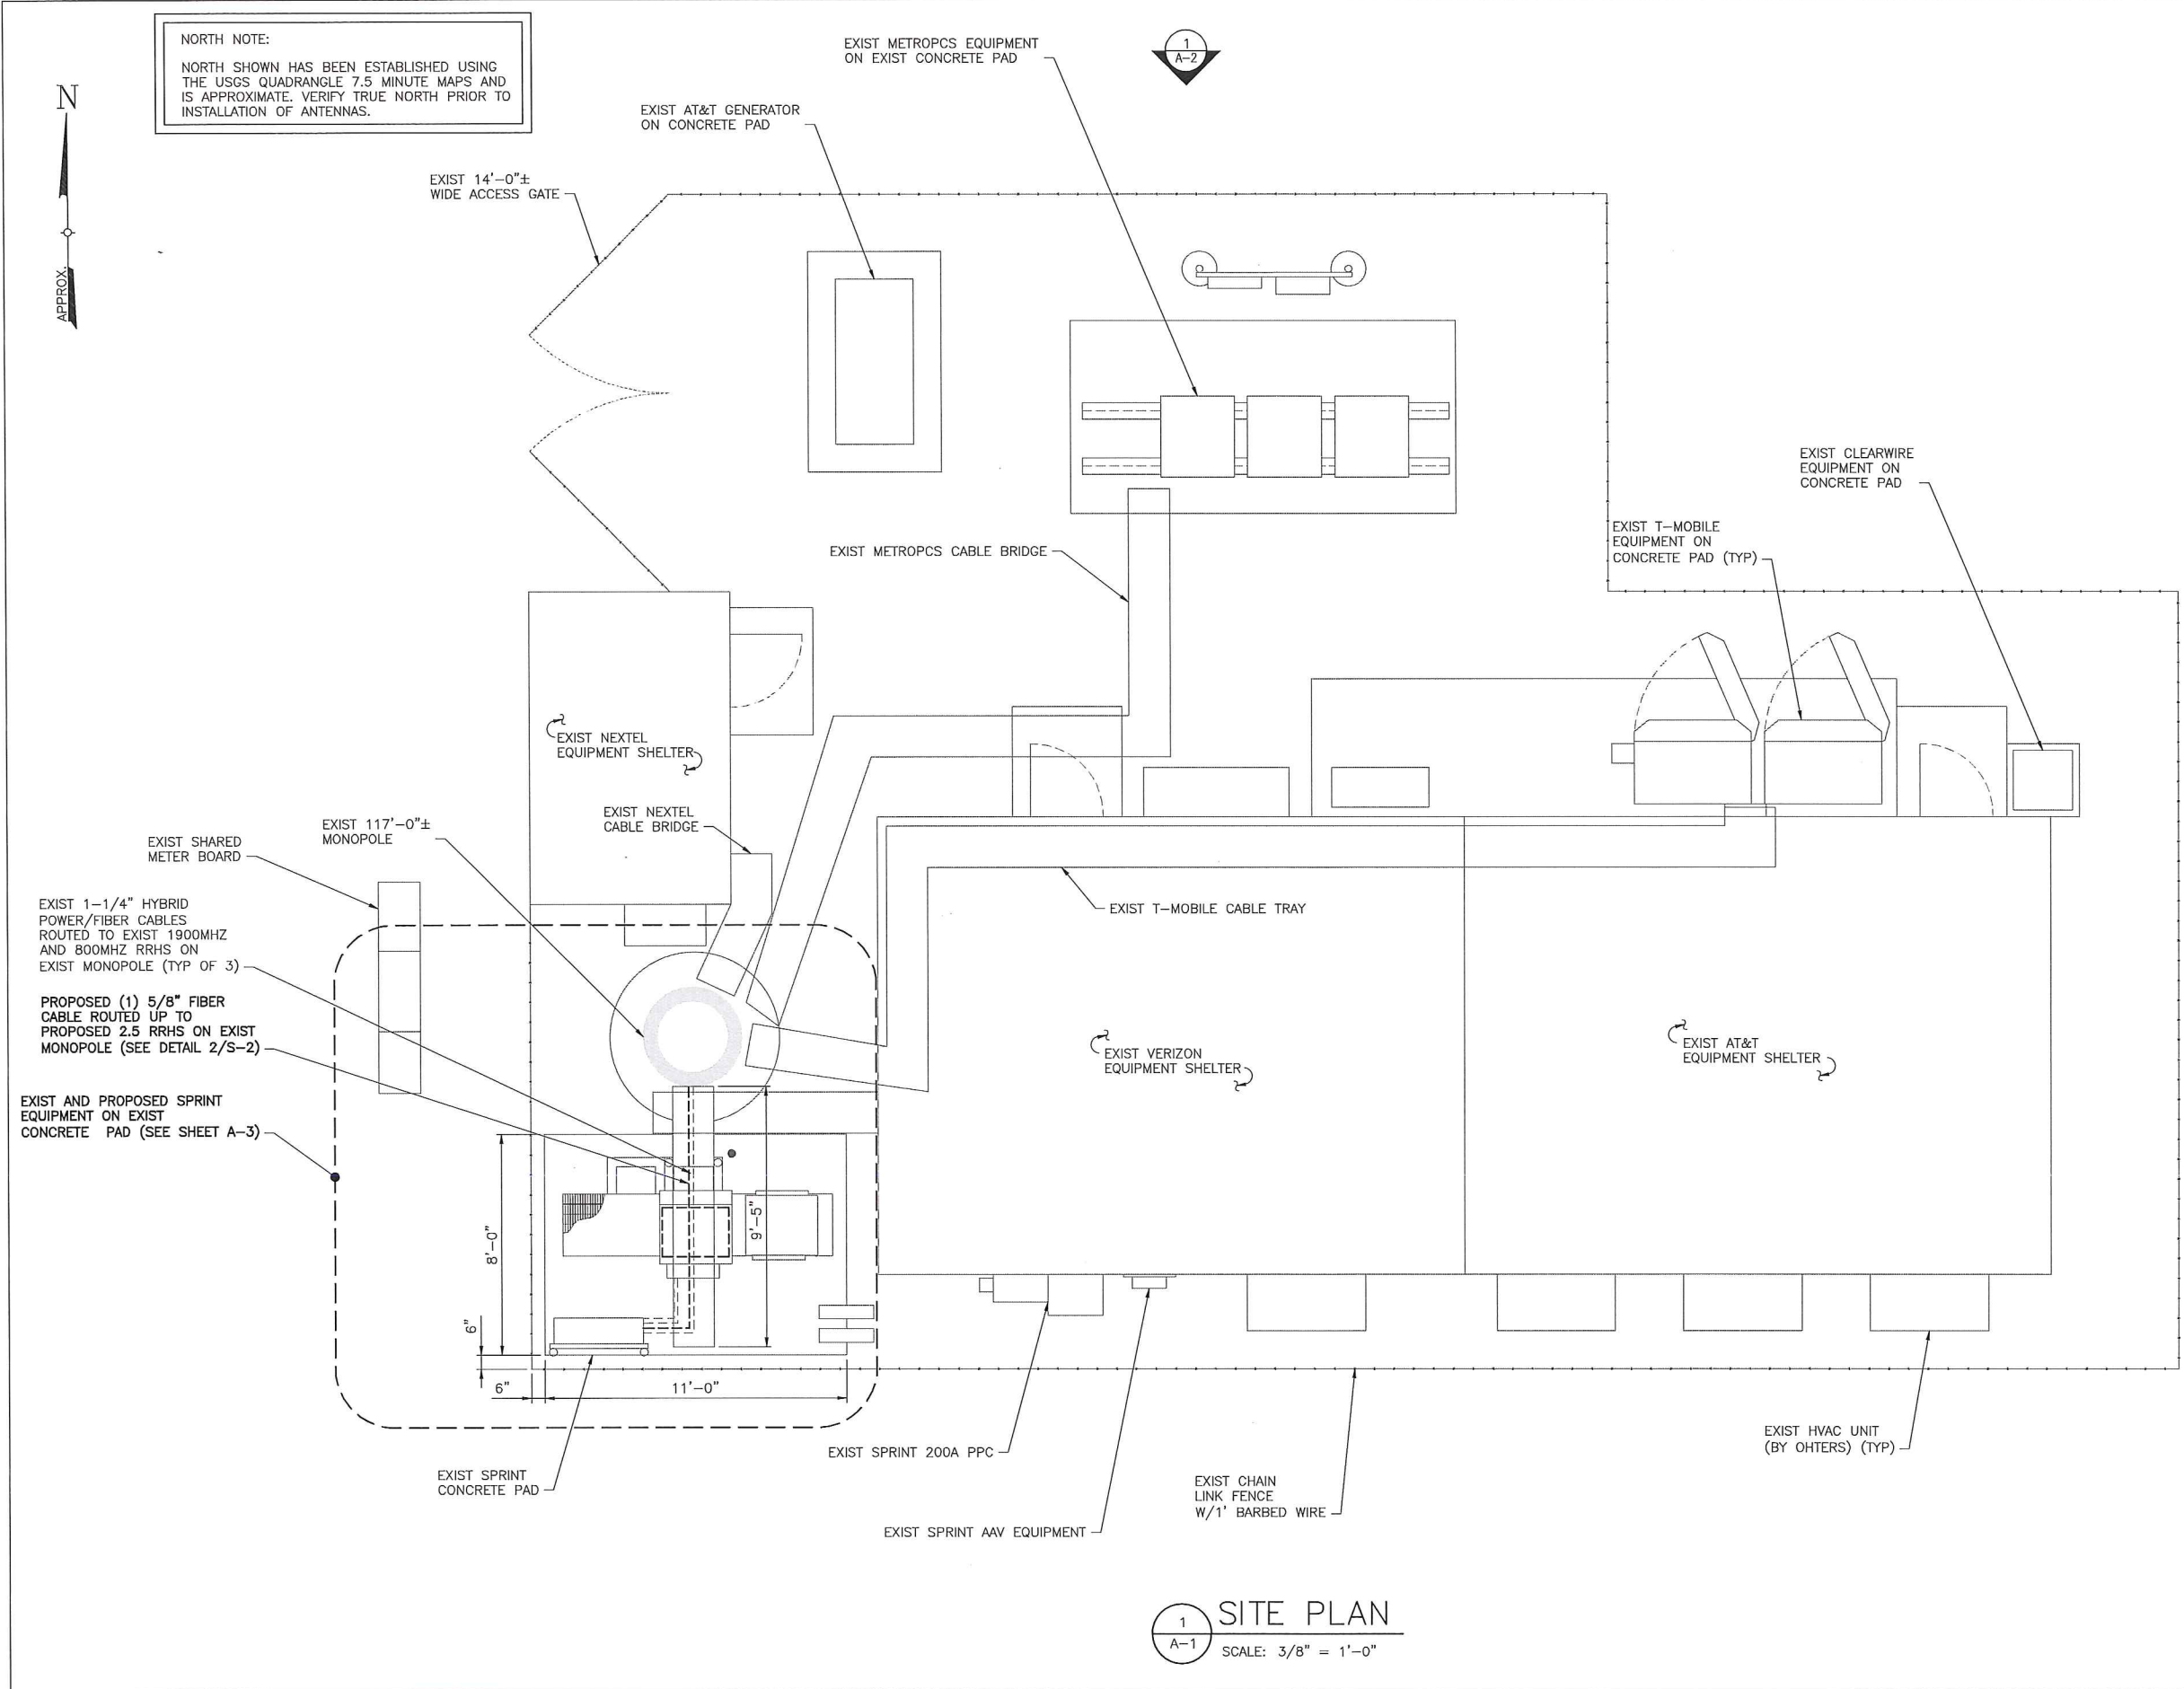 NORTH NOTE:
NORTH SHOWN HAS BEEN ESTABLISHED USING
THE USGS QUADRANGLE 7.5 MINUTE MAPS AND
IS APPROXIMATE. VERIFY TRUE NORTH PRIOR TO
INSTALLATION OF ANTENNAS.
N
APPROX.
EXIST METROPCS EQUIPMENT
ON EXIST CONCRETE PAD
1
A-2
EXIST AT&T GENERATOR
ON CONCRETE PAD
EXIST 14'-0"±
WIDE ACCESS GATE
EXIST CLEARWIRE
EQUIPMENT ON
CONCRETE PAD
EXIST T-MOBILE
EQUIPMENT ON
CONCRETE PAD (TYP)
EXIST METROPCS CABLE BRIDGE
EXIST NEXTEL
EQUIPMENT SHELTER
EXIST NEXTEL
CABLE BRIDGE
EXIST 117'-0"±
MONOPOLE
EXIST SHARED
METER BOARD
EXIST 1-1/4" HYBRID
POWER/FIBER CABLES
ROUTED TO EXIST 1900MHZ
AND 800MHZ RRHS ON
EXIST MONOPOLE (TYP OF 3)
PROPOSED (1) 5/8" FIBER
CABLE ROUTED UP TO
PROPOSED 2.5 RRHS ON EXIST
MONOPOLE (SEE DETAIL 2/S-2)
EXIST AND PROPOSED SPRINT
EQUIPMENT ON EXIST
CONCRETE PAD (SEE SHEET A-3)
EXIST T-MOBILE CABLE TRAY
EXIST VERIZON
EQUIPMENT SHELTER
EXIST AT&T
EQUIPMENT SHELTER
8'-0"
9'-5"
6"
6"
11'-0"
EXIST SPRINT
CONCRETE PAD
EXIST SPRINT 200A PPC
EXIST SPRINT AAV EQUIPMENT
EXIST CHAIN
LINK FENCE
W/1' BARBED WIRE
EXIST HVAC UNIT
(BY OHTERS) (TYP)
1
A-1
SITE PLAN
SCALE: 3/8" = 1'-0"